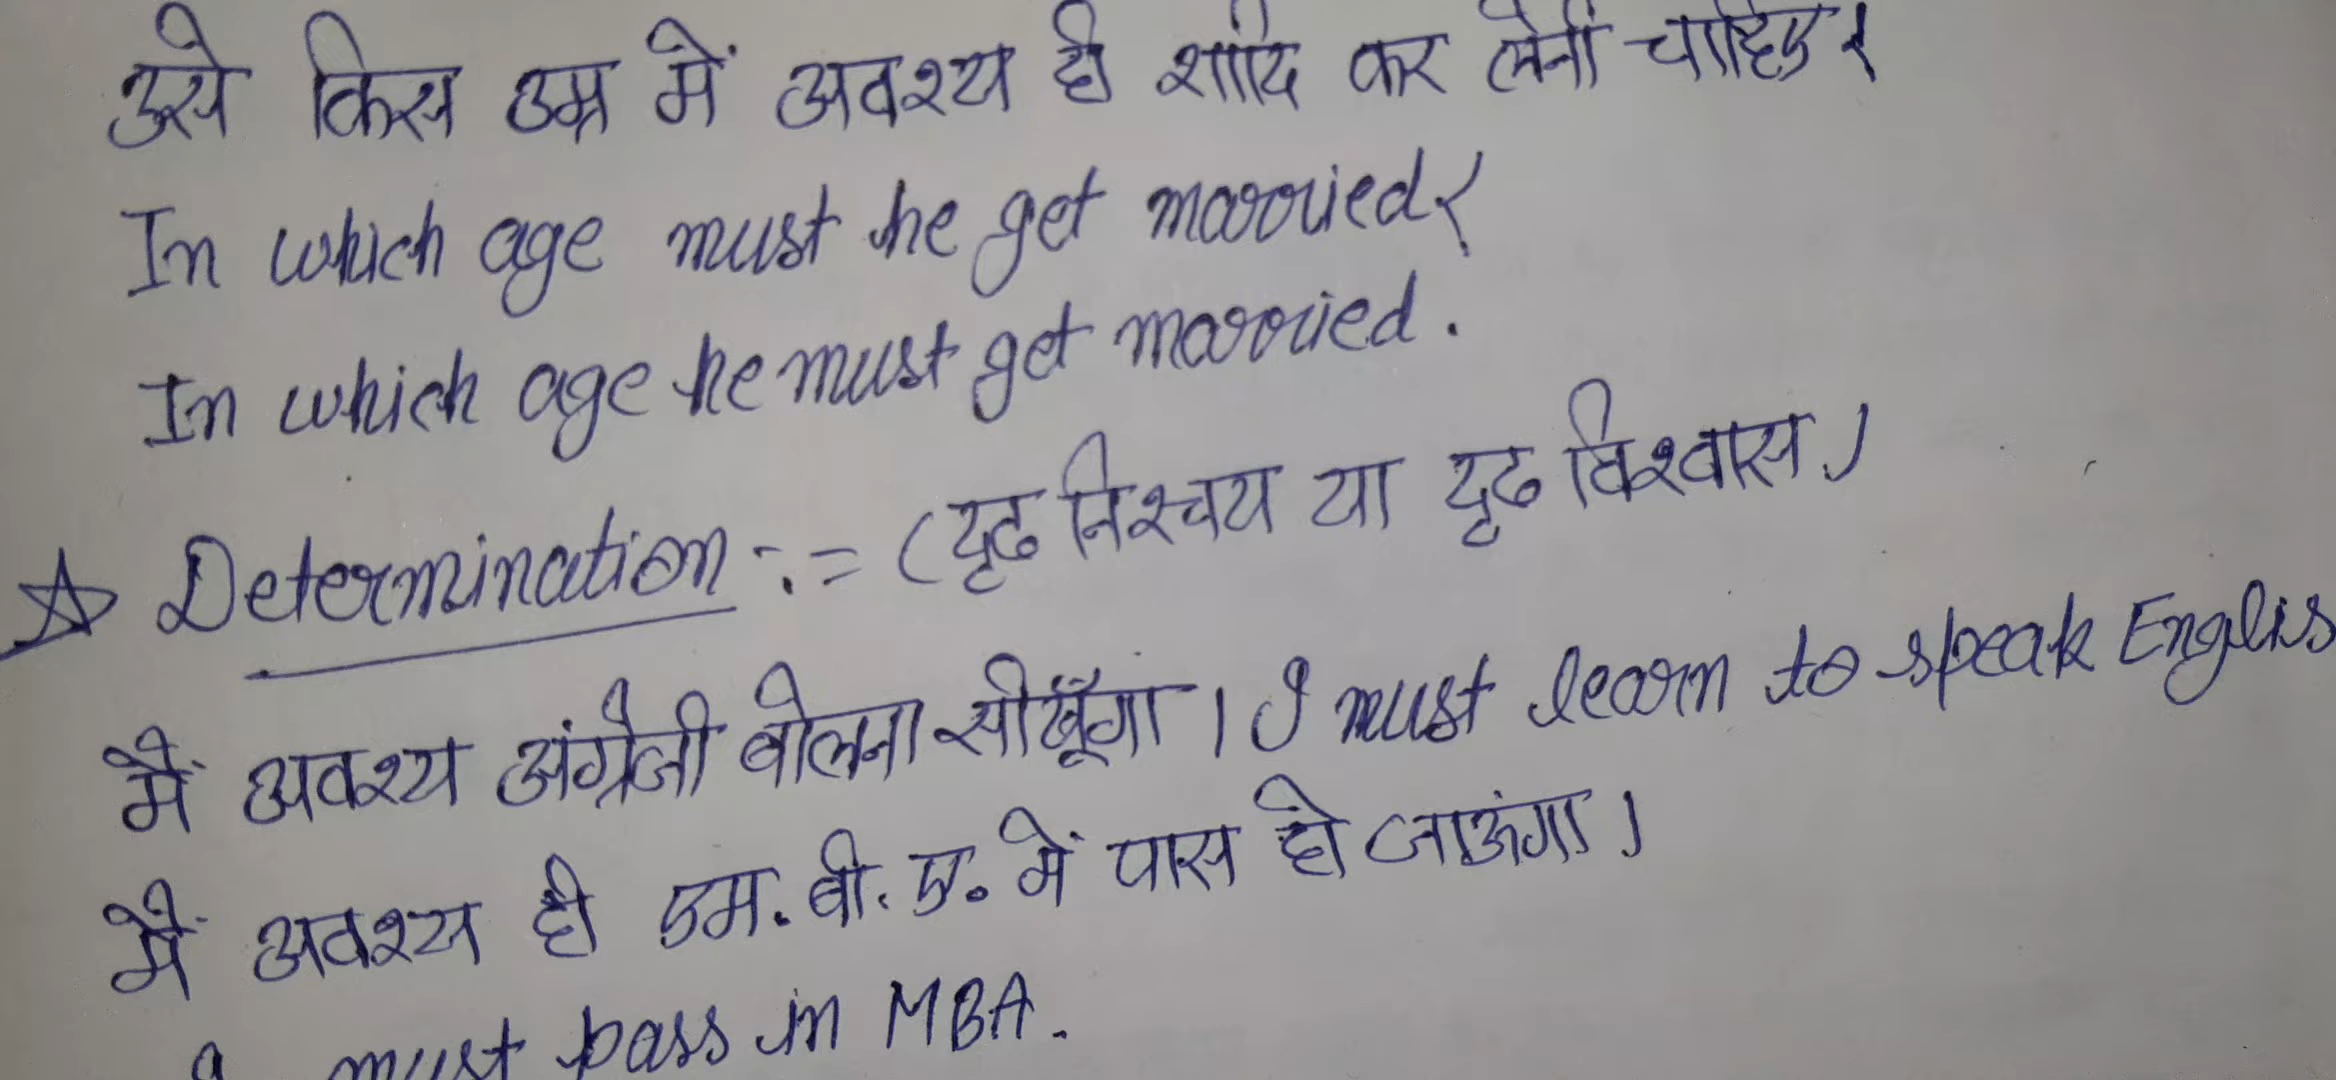 उसे किस उम्र में अवश्य ही शादि कर लेनी चाहिए?
In which age must he get married?
In which age he must get married.
☆ Determination :- = (दृढ निश्चय या दृढ विश्वास)
मैं अवश्य अंग्रेजी बोलना सीखूँगा । I must learn to speak Englis
मैं अवश्य ही एम. बी. ए. में पास हो जाऊंगा ।
I must pass in MBA.